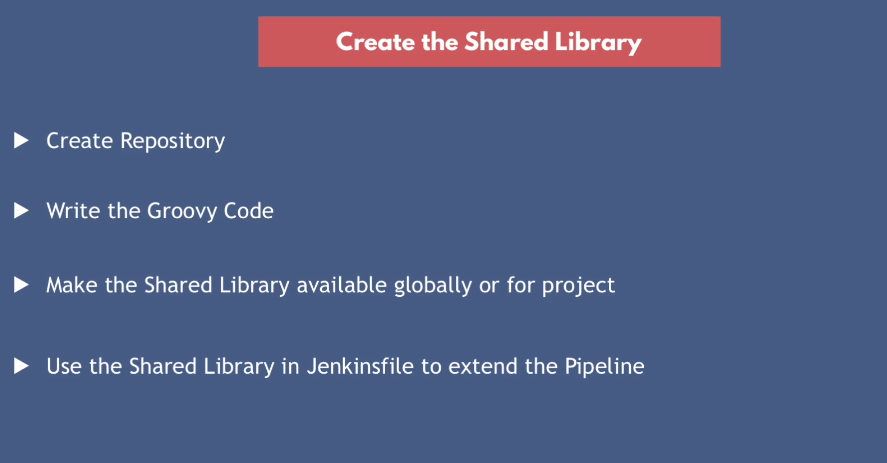 Create the Shared Library
Create Repository
Write the Groovy Code
Make the Shared Library available globally or for project
Use the Shared Library in Jenkinsfile to extend the Pipeline